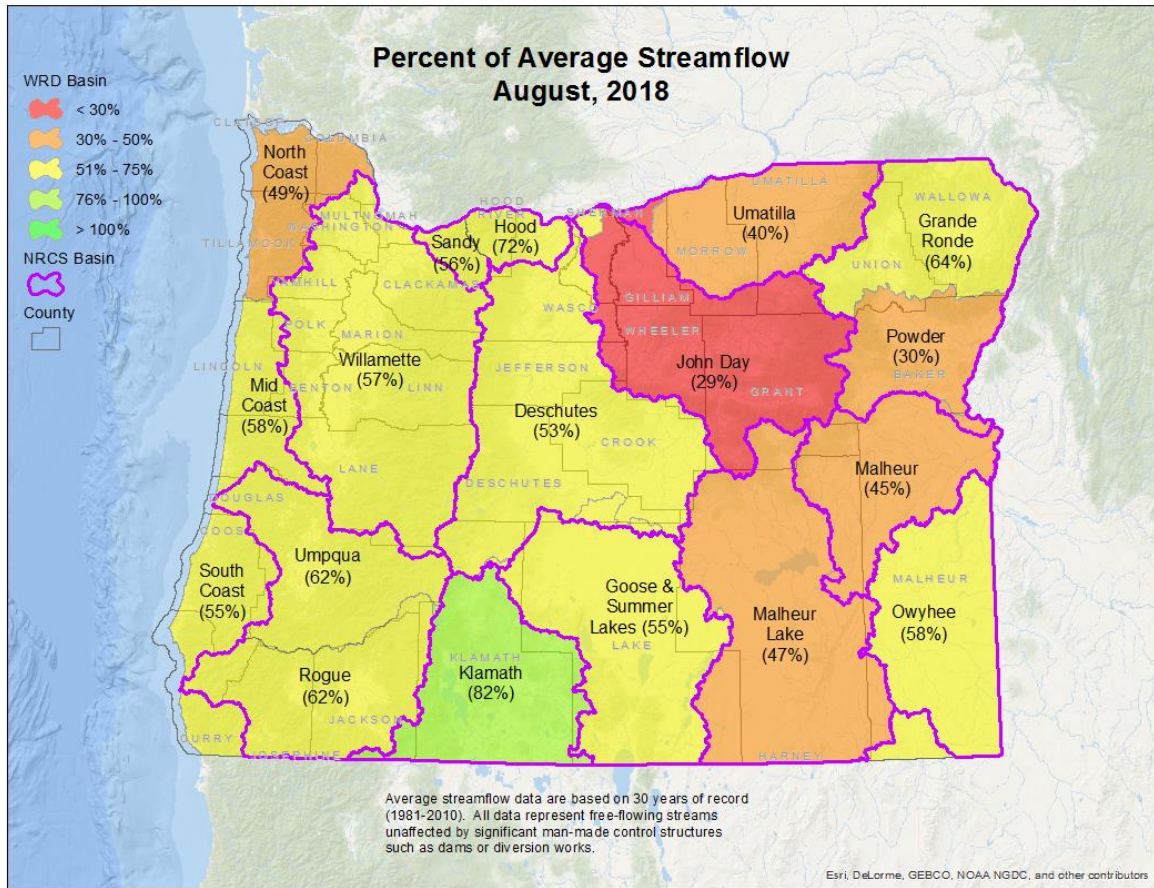 Percent of Average Streamflow
August, 2018
WRD Basin
< 30%
30% - 50%
51% - 75%
76% - 100%
> 100%
NRCS Basin
County
CLATSOP
COLUMBIA
North
Coast
(49%)
TILLAMOOK
WASHINGTON
MULTNOMAH
HOOD
RIVER
Sandy
(56%)
Hood
(72%)
SHERMAN
UMATILLA
Umatilla
(40%)
MORROW
WALLOWA
Grande
Ronde
(64%)
UNION
YAMHILL
CLACKAMAS
WASCO
GILLIAM
WHEELER
POLK
MARION
Willamette
(57%)
LINCOLN
BENTON
LINN
JEFFERSON
John Day
(29%)
GRANT
Powder
(30%)
BAKER
Mid
Coast
(58%)
Deschutes
(53%)
CROOK
LANE
DESCHUTES
Malheur
(45%)
DOUGLAS
COOS
Umpqua
(62%)
South
Coast
(55%)
Goose &
Summer
Lakes (55%)
LAKE
Malheur
Lake
(47%)
MALHEUR
Owyhee
(58%)
KLAMATH
Klamath
(82%)
Rogue
(62%)
JACKSON
CURRY
JOSEPHINE
HARNEY
Average streamflow data are based on 30 years of record
(1981-2010).  All data represent free-flowing streams
unaffected by significant man-made control structures
such as dams or diversion works.
Esri, DeLorme, GEBCO, NOAA NGDC, and other contributors